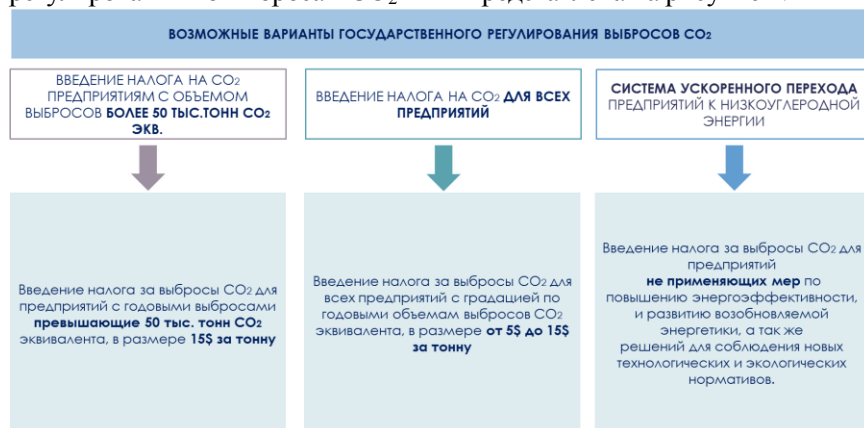 ВОЗМОЖНЫЕ ВАРИАНТЫ ГОСУДАРСТВЕННОГО РЕГУЛИРОВАНИЯ ВЫБРОСОВ CO2
ВВЕДЕНИЕ НАЛОГА НА CO2
ПРЕДПРИЯТИЯМ С ОБЪЕМОМ
ВЫБРОСОВ БОЛЕЕ 50 ТЫС.ТОНН CO2
ЭКВ.
ВВЕДЕНИЕ НАЛОГА НА CO2 ДЛЯ ВСЕХ
ПРЕДПРИЯТИЙ
СИСТЕМА УСКОРЕННОГО ПЕРЕХОДА
ПРЕДПРИЯТИЙ К НИЗКОУГЛЕРОДНОЙ
ЭНЕРГИИ
Введение налога за выбросы CO2 для
предприятий с годовыми выбросами
превышающие 50 тыс. тонн CO2
эквивалента, в размере 15$ за тонну
Введение налога за выбросы CO2 для
всех предприятий с градацией по
годовыми объемам выбросов CO2
эквивалента, в размере от 5$ до 15$
за тонну
Введение налога за выбросы CO2 для
предприятий
не применяющих мер по
повышению энергоэффективности,
и развитию возобновляемой
энергетики, а так же
решений для соблюдения новых
технологических и экологических
нормативов.